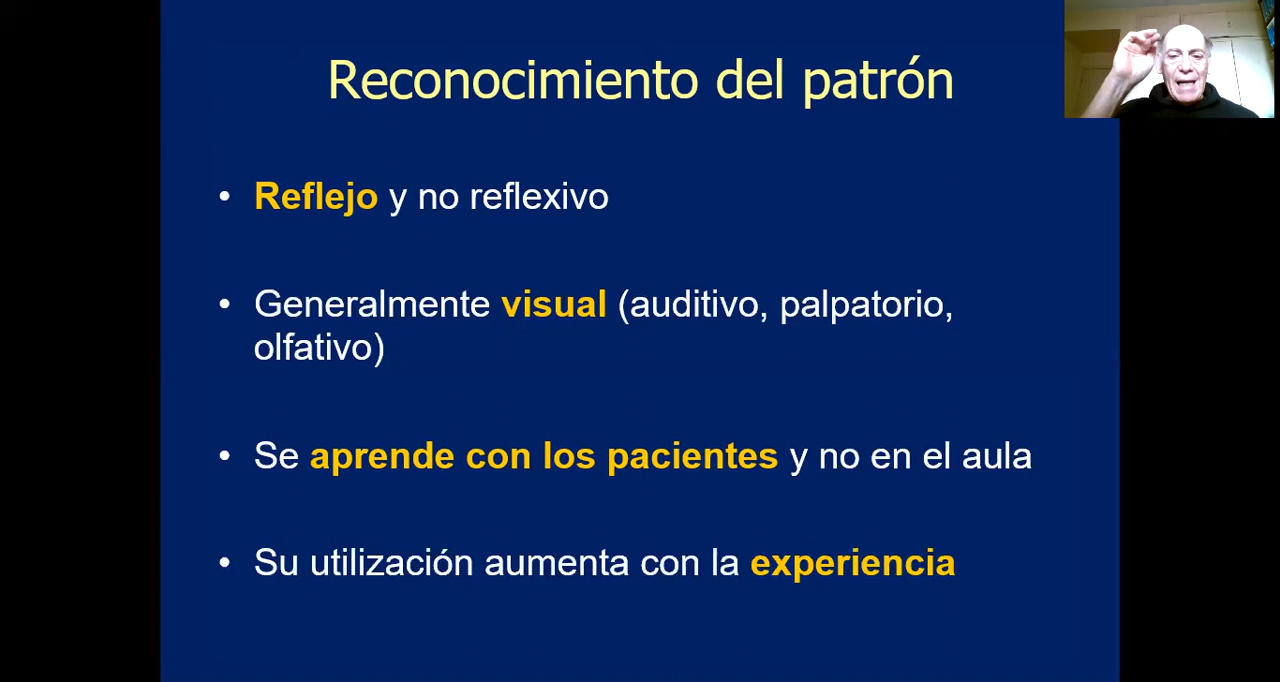 Reconocimiento del patrón
• Reflejo y no reflexivo
• Generalmente visual (auditivo, palpatorio,
olfativo)
• Se aprende con los pacientes y no en el aula
• Su utilización aumenta con la experiencia